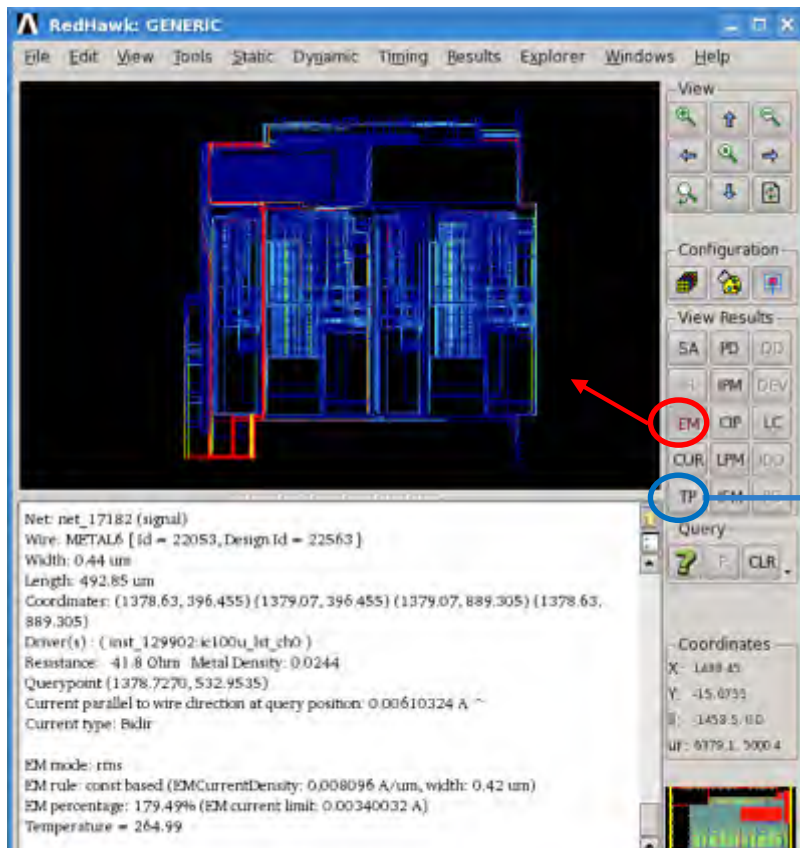 RedHawk: GENERIC
File Edit View Tools Static Dynamic Timing Results Explorer Windows Help
View
Configuration
View Results
SA PD DD
IPM DEV
EM CIP LC
CUR LPM
TP
Query
CLR
Coordinates
X:
Y:
Net: net_17182 (signal)
Wire: METAL6 [ Id = 22053, Design Id = 22563 ]
Width: 0.44 um
Length: 492.85 um
Coordinates: (1378.63, 396.455) (1379.07, 396.455) (1379.07, 889.305) (1378.63,
889.305)
Driver(s) : ( inst_129902:ic100u_lst_ch0 )
Resistance: 41.8 Ohm Metal Density: 0.0244
Querypoint (1378.7270, 532.9535)
Current parallel to wire direction at query position: 0.00610324 A ^
Current type: Bidir
EM mode: rms
EM rule: const based (EMCurrentDensity: 0.008096 A/um, width: 0.42 um)
EM percentage: 179.49% (EM current limit: 0.00340032 A)
Temperature = 264.99